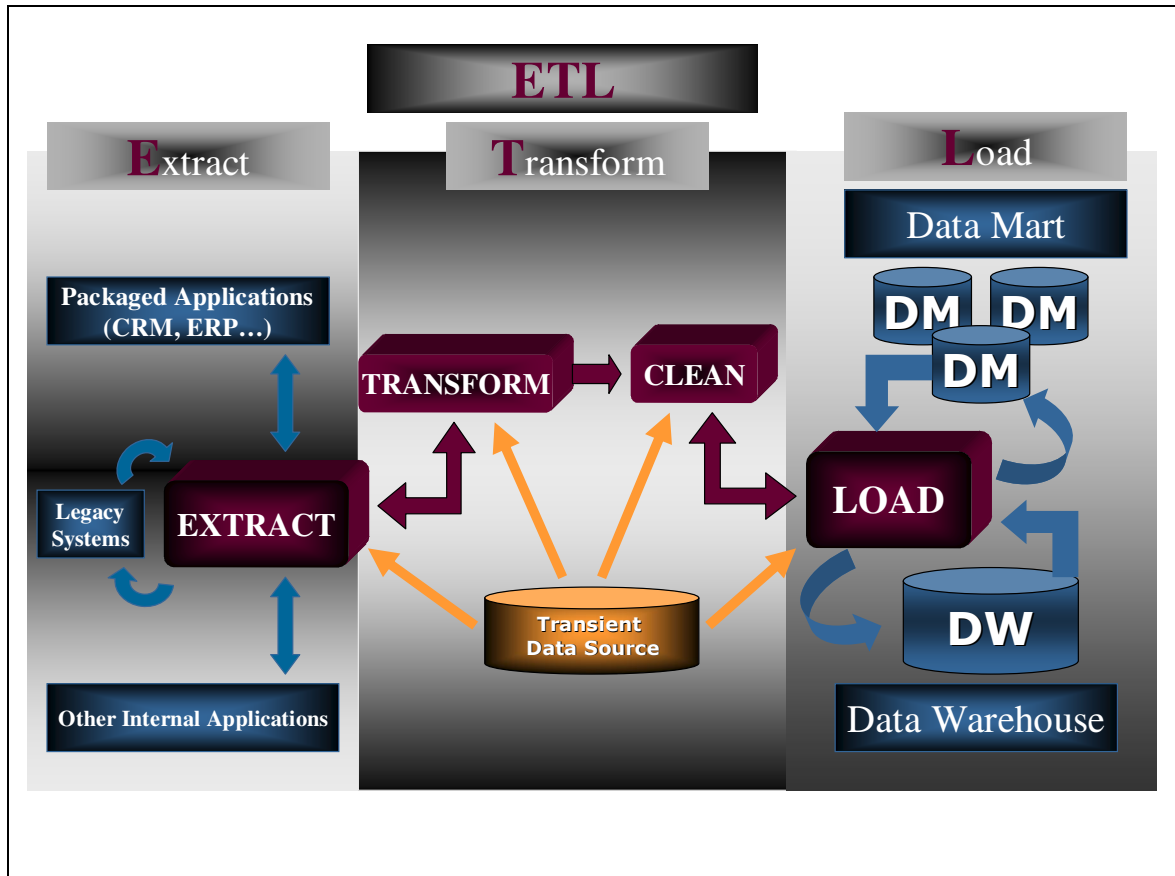 ETL
Extract
Transform
Load
Data Mart
Packaged Applications
(CRM, ERP…)
DM
DM
DM
TRANSFORM
CLEAN
Legacy
Systems
EXTRACT
LOAD
Transient
Data Source
DW
Other Internal Applications
Data Warehouse